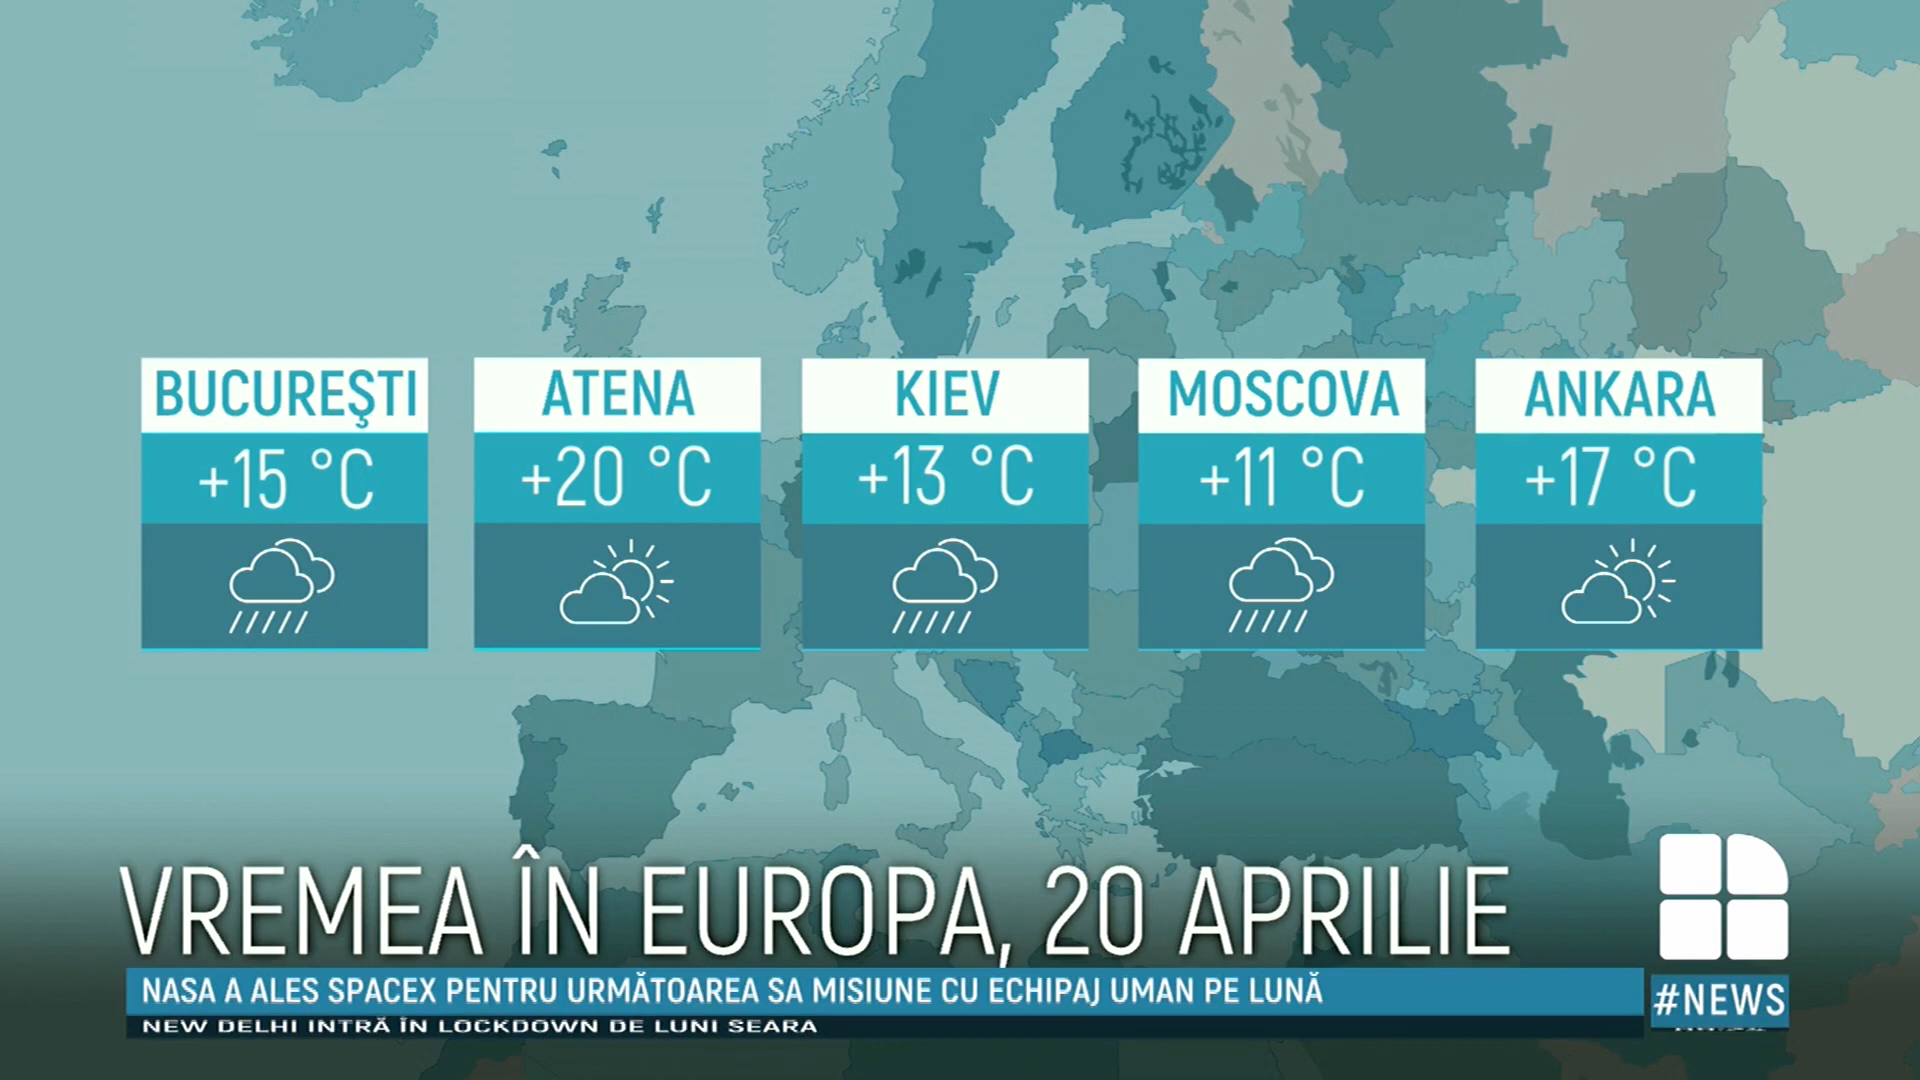 BUCUREŞTI
+15 °C
ATENA
+20 °C
KIEV
+13 °C
MOSCOVA
+11 °C
ANKARA
+17 °C
VREMEA ÎN EUROPA, 20 APRILIE
NASA A ALES SPACEX PENTRU URMĂTOAREA SA MISIUNE CU ECHIPAJ UMAN PE LUNĂ
#NEWS
NEW DELHI INTRĂ ÎN LOCKDOWN DE LUNI SEARA